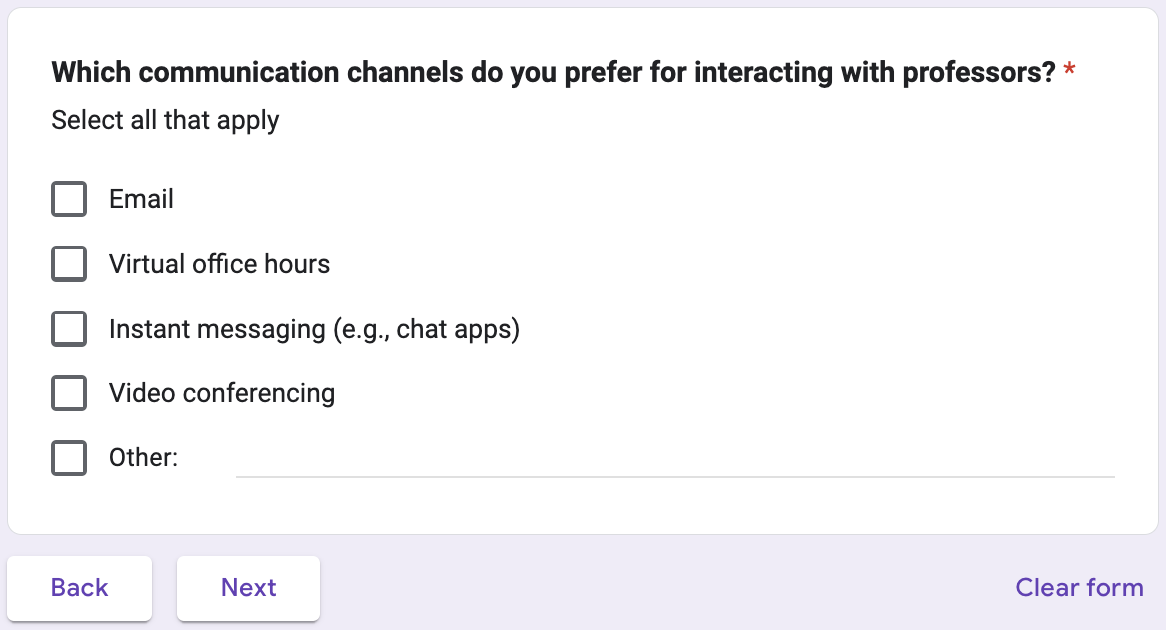 Which communication channels do you prefer for interacting with professors? *
Select all that apply
Email
Virtual office hours
Instant messaging (e.g., chat apps)
Video conferencing
Other:
Back Next Clear form